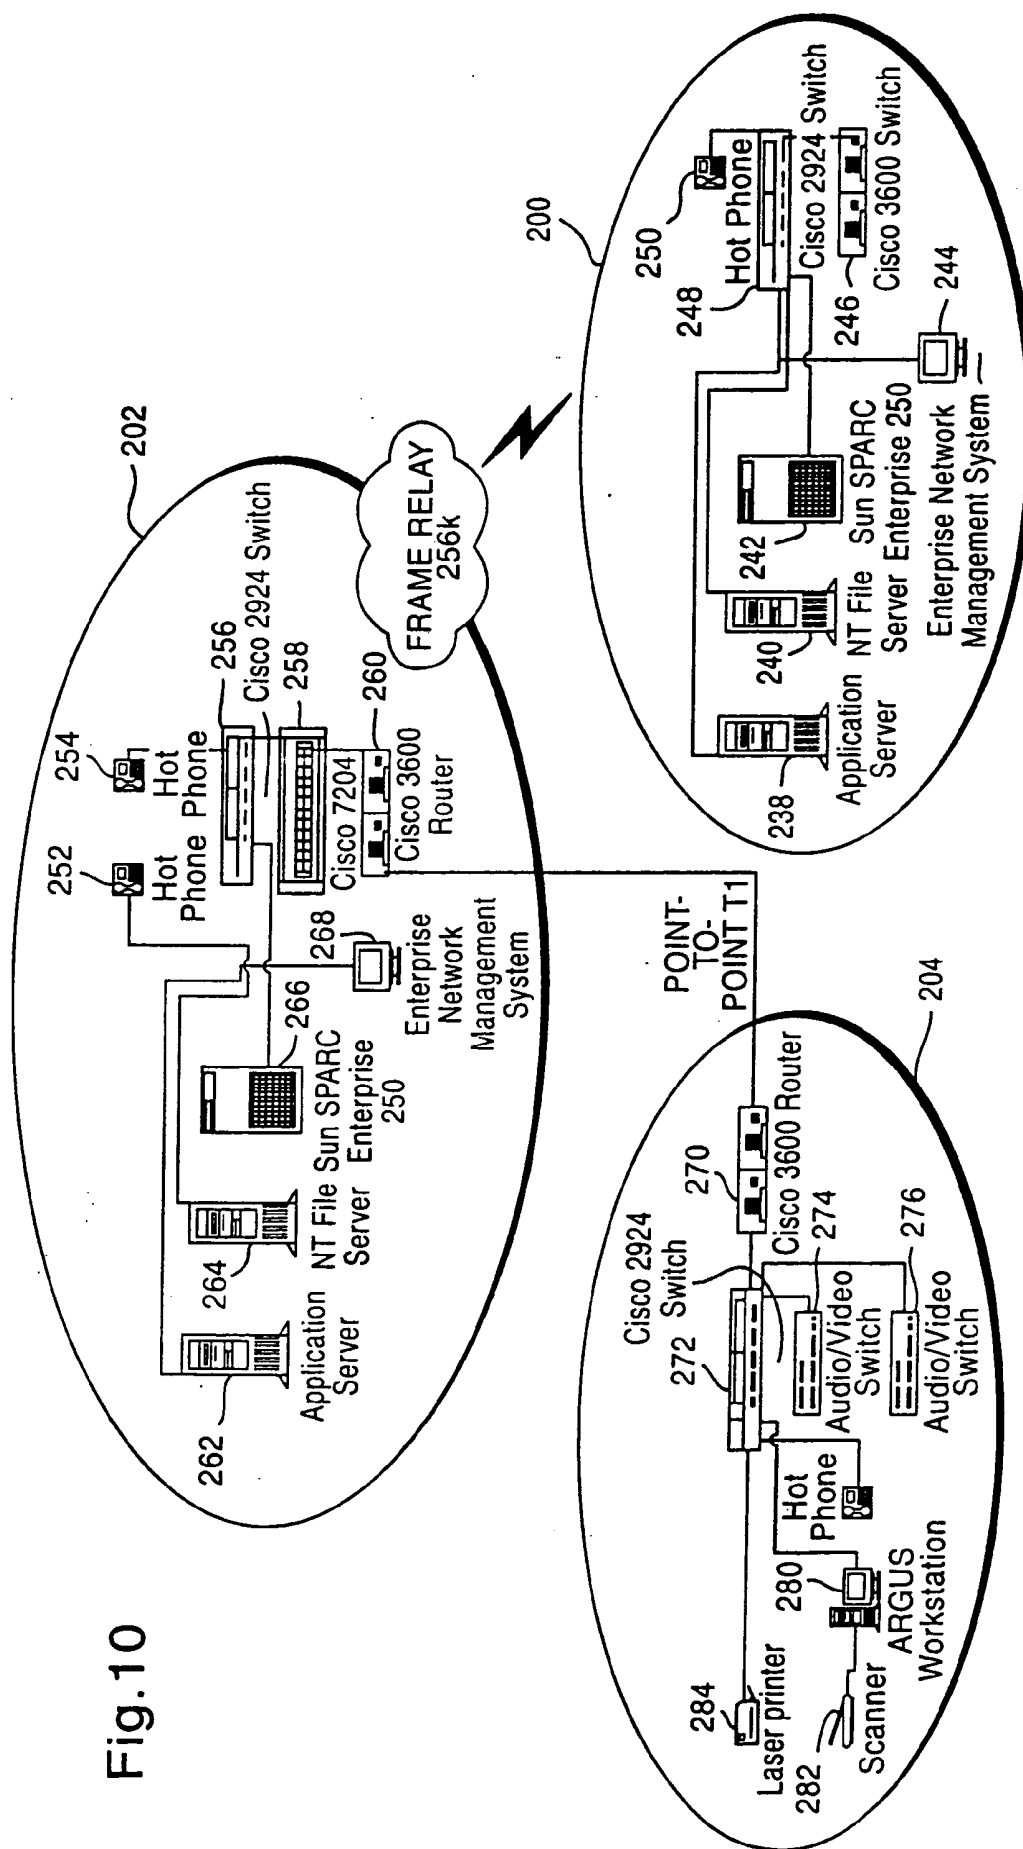 Fig.10
202
254
Hot
Phone
252
Hot
Phone
256
Cisco 2924 Switch
258
Cisco 7204
260
Cisco 3600
Router
268
Enterprise
Network
Management
System
266
Sun SPARC
Enterprise
250
NT File
Server
264
Application
Server
262
FRAME RELAY
256k
200
250
Hot Phone
248
Cisco 2924 Switch
246
Cisco 3600 Switch
244
Enterprise Network
Management System
242
Sun SPARC
Enterprise 250
240
NT File
Server
238
Application
Server
POINT-
TO-
POINT T1
204
270
Cisco 3600 Router
Cisco 2924
Switch
272
274
Audio/Video
Switch
276
Audio/Video
Switch
Hot
Phone
280
ARGUS
Workstation
284
Laser printer
282
Scanner